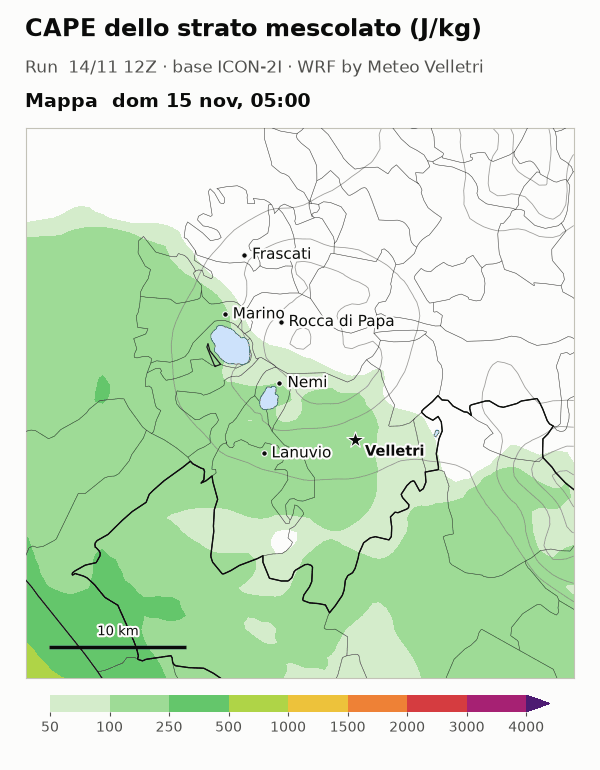 CAPE dello strato mescolato (J/kg)
Run  14/11 12Z · base ICON-2I · WRF by Meteo Velletri
Mappa  dom 15 nov, 05:00
Frascati
Marino
Rocca di Papa
Nemi
Velletri
Lanuvio
10 km
50 100 250 500 1000 1500 2000 3000 4000